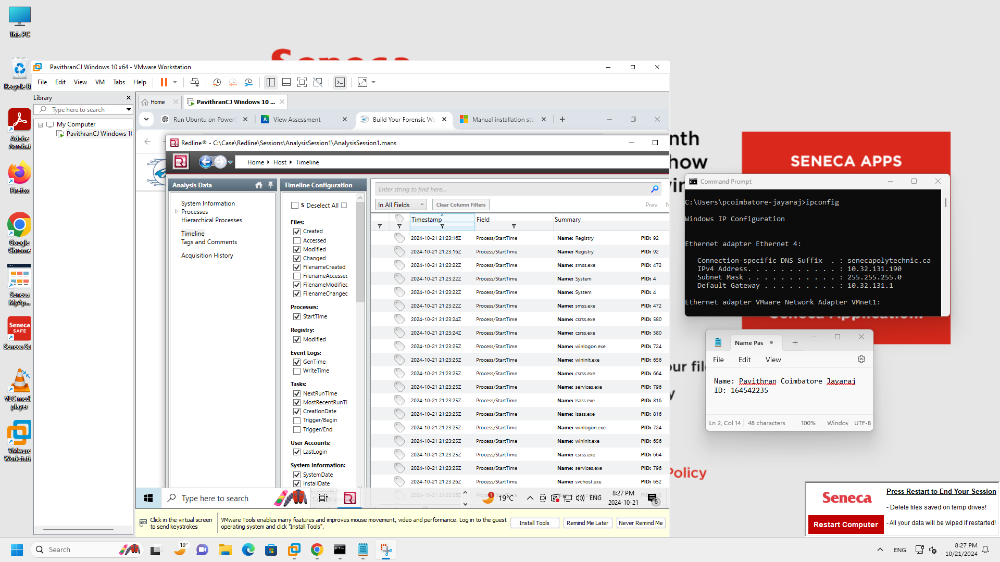 This PC
Seneca
PavithranCJ Windows 10 x64 - VMware Workstation
File Edit View VM Tabs Help
Recycle Bi
Library
Home
PavithranCJ Windows 10 ...
Type here to search
My Computer
PavithranCJ Windows 10
Run Ubuntu on PowerS
View Assessment
Build Your Forensic Wo
Manual installation ste
Adobe
Acrobat
Firefox
Google
Chrome
Seneca
MyAp...
Seneca
SAFE
Seneca Sa
VLC medi
player
VMware
Workstati
Redline® - C:\Case\Redline\Sessions\AnalysisSession1\AnalysisSession1.mans
Home Host Timeline
Analysis Data
System Information
Processes
Hierarchical Processes
Timeline
Tags and Comments
Acquisition History
Timeline Configuration
S Deselect All
Files:
Created
Accessed
Modified
Changed
FilenameCreated
FilenameAccessed
FilenameModified
FilenameChanged
Processes:
StartTime
Registry:
Modified
Event Logs:
GenTime
WriteTime
Tasks:
NextRunTime
MostRecentRunTi
CreationDate
Trigger/Begin
Trigger/End
User Accounts:
LastLogin
System Information:
SystemDate
InstallDate
Enter string to find here...
In All Fields Clear Column Filters Prev N
Timestamp Field Summary
2024-10-21 21:23:16Z Process/StartTime Name: Registry PID: 92
2024-10-21 21:23:16Z Process/StartTime Name: Registry PID: 92
2024-10-21 21:23:22Z Process/StartTime Name: smss.exe PID: 472
2024-10-21 21:23:22Z Process/StartTime Name: System PID: 4
2024-10-21 21:23:22Z Process/StartTime Name: System PID: 4
2024-10-21 21:23:22Z Process/StartTime Name: smss.exe PID: 472
2024-10-21 21:23:24Z Process/StartTime Name: csrss.exe PID: 580
2024-10-21 21:23:24Z Process/StartTime Name: csrss.exe PID: 580
2024-10-21 21:23:25Z Process/StartTime Name: winlogon.exe PID: 724
2024-10-21 21:23:25Z Process/StartTime Name: wininit.exe PID: 656
2024-10-21 21:23:25Z Process/StartTime Name: csrss.exe PID: 664
2024-10-21 21:23:25Z Process/StartTime Name: services.exe PID: 796
2024-10-21 21:23:25Z Process/StartTime Name: lsass.exe PID: 816
2024-10-21 21:23:25Z Process/StartTime Name: lsass.exe PID: 816
2024-10-21 21:23:25Z Process/StartTime Name: winlogon.exe PID: 724
2024-10-21 21:23:25Z Process/StartTime Name: wininit.exe PID: 656
2024-10-21 21:23:25Z Process/StartTime Name: csrss.exe PID: 664
2024-10-21 21:23:25Z Process/StartTime Name: services.exe PID: 796
2024-10-21 21:23:26Z Process/StartTime Name: svchost.exe PID: 652
Type here to search
1
19°C
ENG
8:27 PM
2024-10-21
6
Click in the virtual screen
to send keystrokes
VMware Tools enables many features and improves mouse movement, video and performance. Log in to the guest
operating system and click "Install Tools".
Install Tools Remind Me Later Never Remind Me
nth
how
SENECA APPS
Command Prompt
C:\Users\pcoimbatore-jayaraj>ipconfig
Windows IP Configuration
Ethernet adapter Ethernet 4:
Connection-specific DNS Suffix . : senecapolytechnic.ca
IPv4 Address. . . . . . . . . . . : 10.32.131.190
Subnet Mask . . . . . . . . . . . : 255.255.255.0
Default Gateway . . . . . . . . . : 10.32.131.1
Ethernet adapter VMware Network Adapter VMnet1:
Seneca Application.
Name Pav
File Edit View
Name: Pavithran Coimbatore Jayaraj
ID: 164542235
Ln 2, Col 14 48 characters 100% Window UTF-8
our file
y
Policy
Seneca
Restart Computer
Press Restart to End Your Session
- Delete files saved on temp drives!
- All your data will be wiped if restarted!
Search
19°
ENG
8:27 PM
10/21/2024